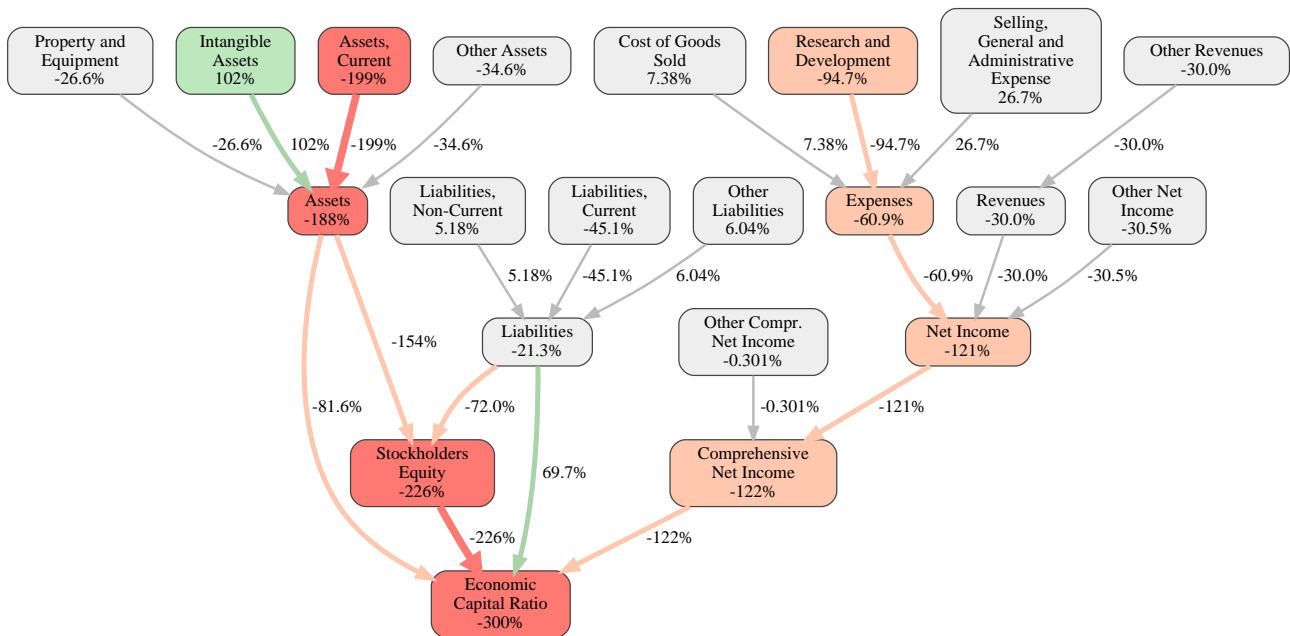 Property and
Equipment
-26.6%
Intangible
Assets
102%
Assets,
Current
-199%
Other Assets
-34.6%
Cost of Goods
Sold
7.38%
Research and
Development
-94.7%
Selling,
General and
Administrative
Expense
26.7%
Other Revenues
-30.0%
-26.6%
102%
-199%
-34.6%
7.38%
-94.7%
26.7%
-30.0%
Assets
-188%
Liabilities,
Non-Current
5.18%
Liabilities,
Current
-45.1%
Other
Liabilities
6.04%
Expenses
-60.9%
Revenues
-30.0%
Other Net
Income
-30.5%
5.18%
-45.1%
6.04%
-60.9%
-30.0%
-30.5%
-154%
Liabilities
-21.3%
Other Compr.
Net Income
-0.301%
Net Income
-121%
-81.6%
-72.0%
-0.301%
-121%
Stockholders
Equity
-226%
69.7%
Comprehensive
Net Income
-122%
-226%
-122%
Economic
Capital Ratio
-300%